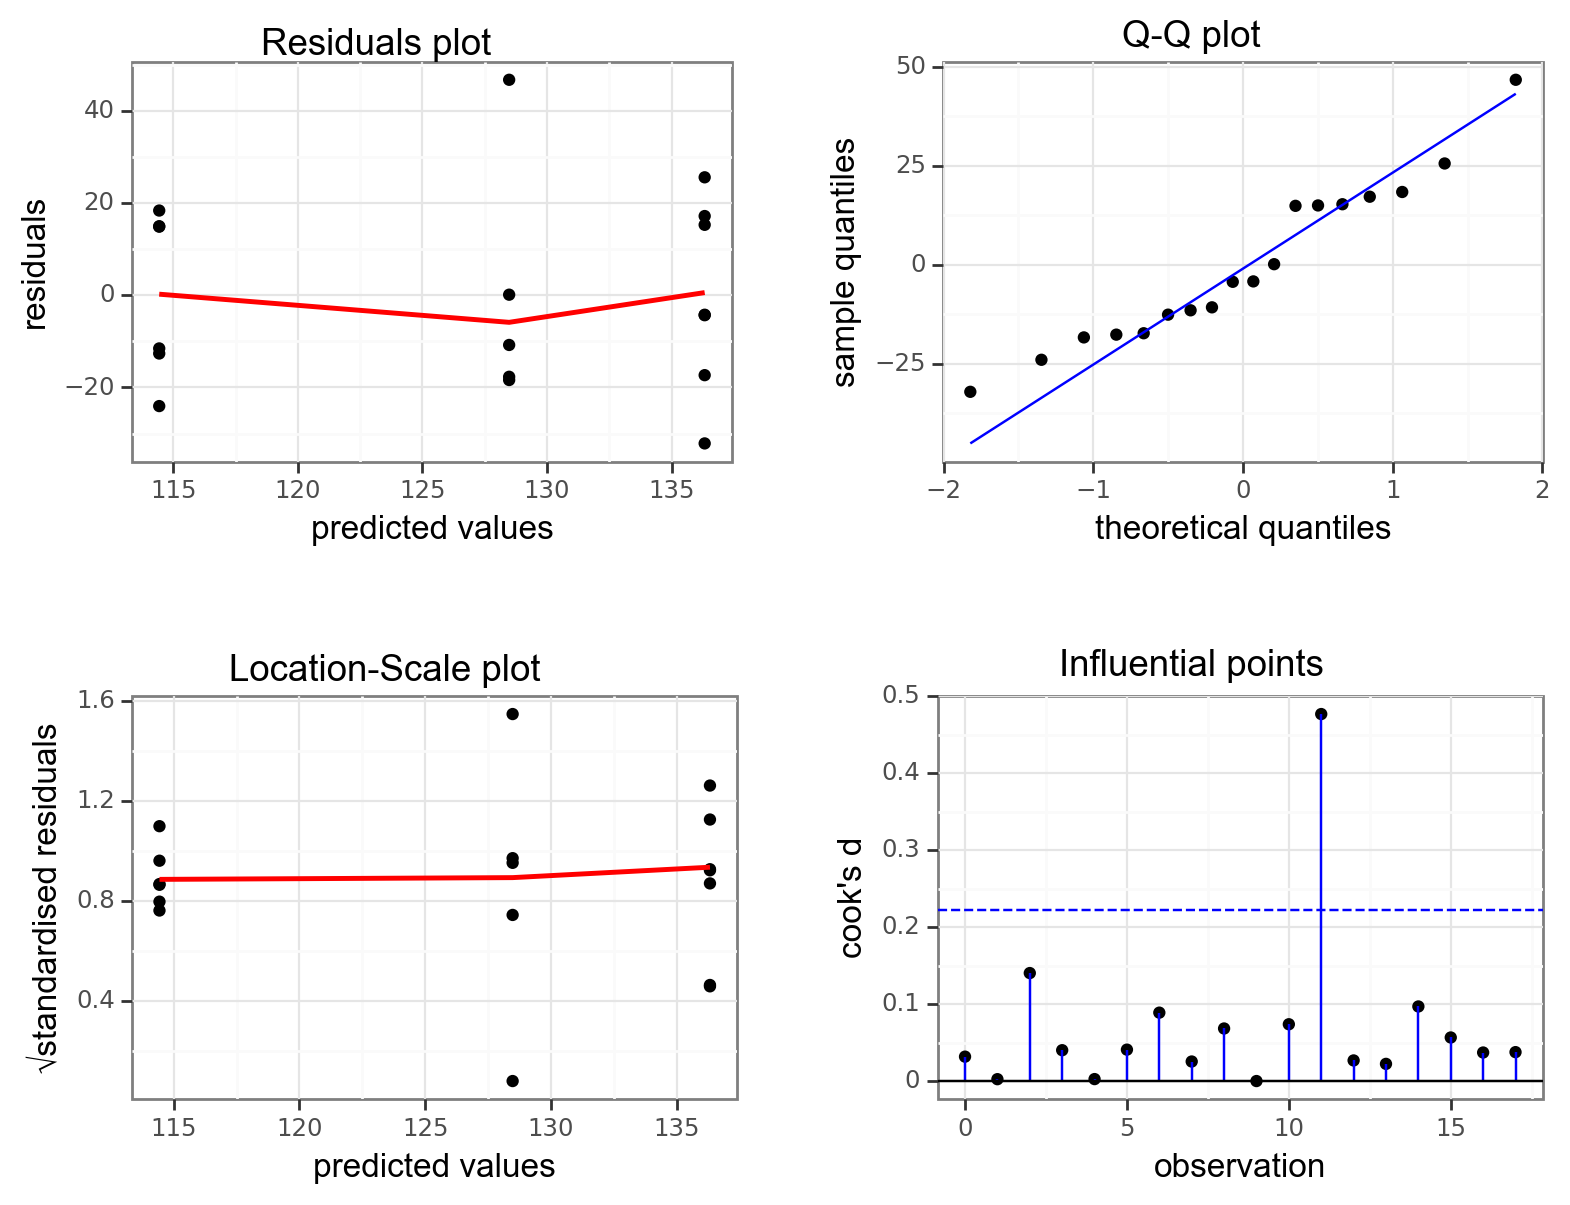 Residuals plot
residuals
40
20
0
−20
115 120 125 130 135
predicted values
Q-Q plot
sample quantiles
50
25
0
−25
−2 −1 0 1 2
theoretical quantiles
Location-Scale plot
√standardised residuals
1.6
1.2
0.8
0.4
115 120 125 130 135
predicted values
Influential points
cook's d
0.5
0.4
0.3
0.2
0.1
0
0 5 10 15
observation